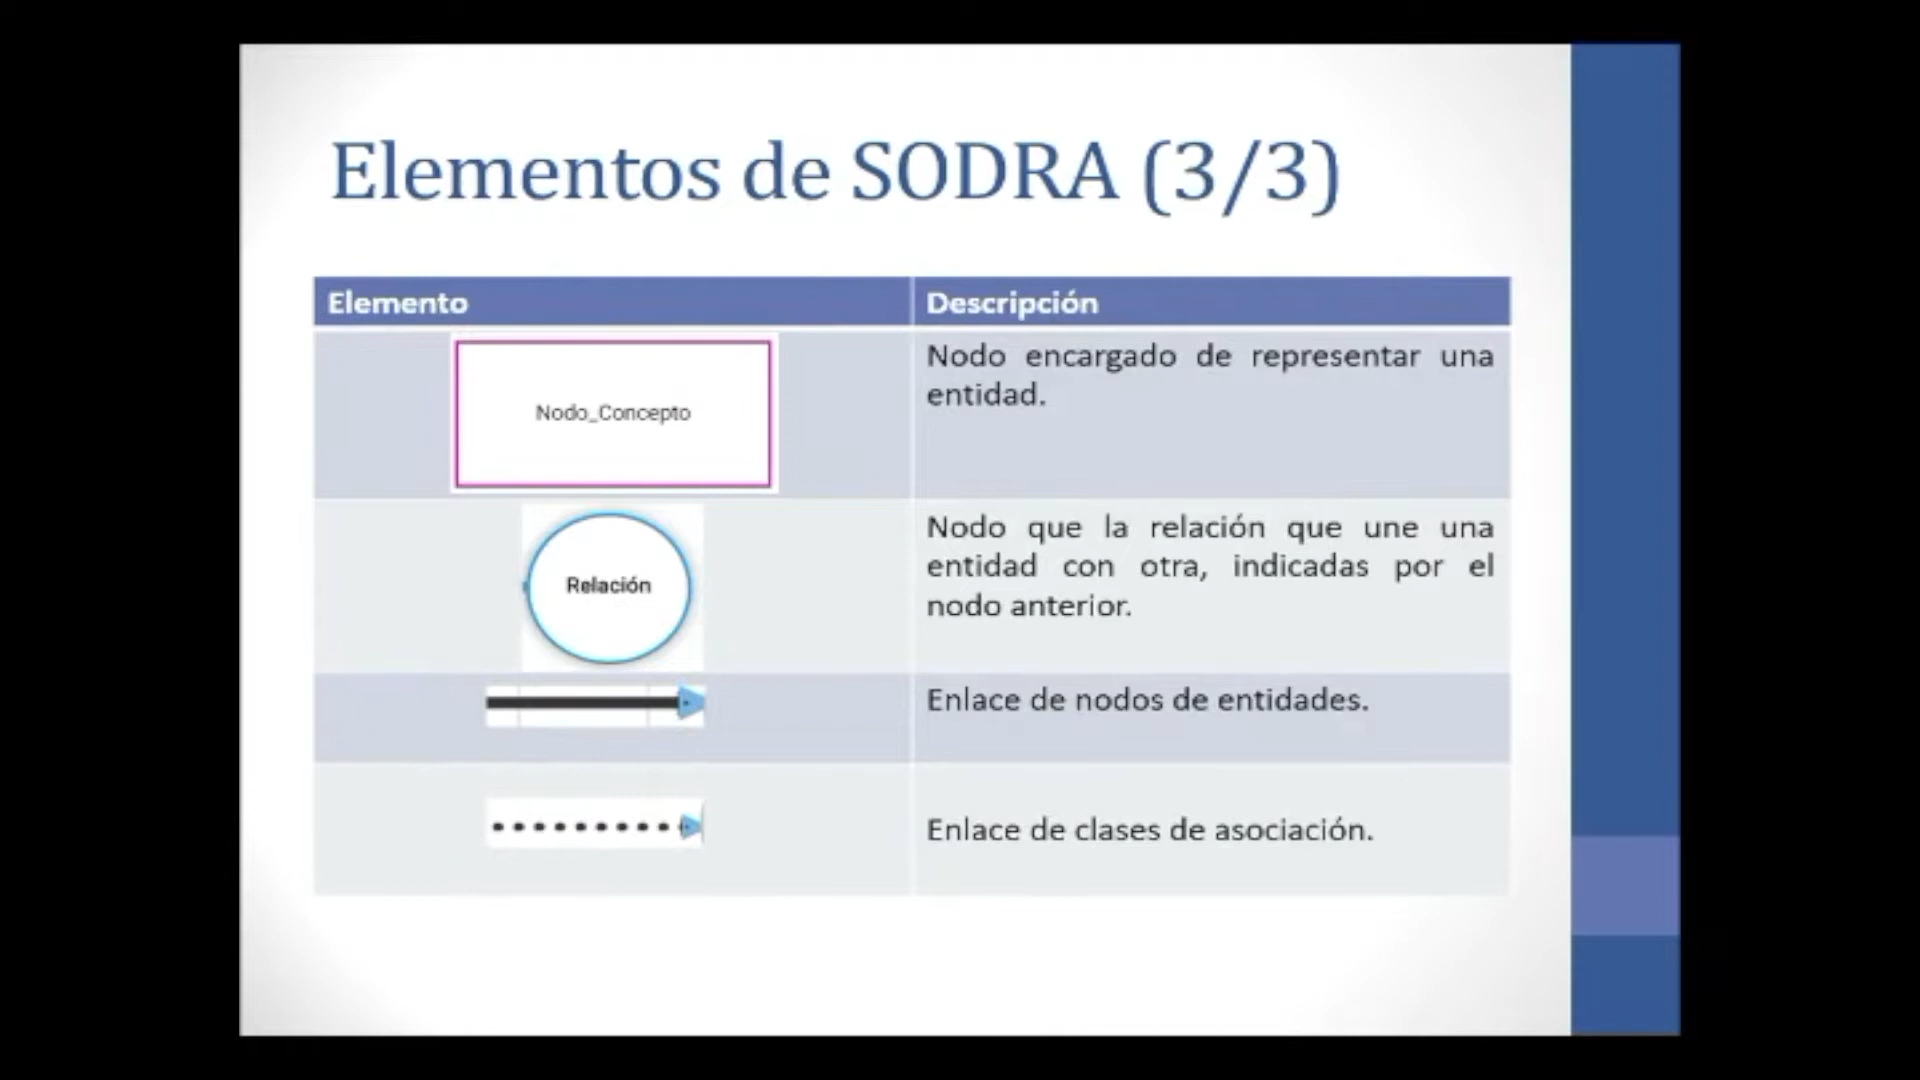 Elementos de SODRA (3/3)
Elemento
Descripción
Nodo_Concepto
Nodo encargado de representar una
entidad.
Relación
Nodo que la relación que une una
entidad con otra, indicadas por el
nodo anterior.
Enlace de nodos de entidades.
Enlace de clases de asociación.